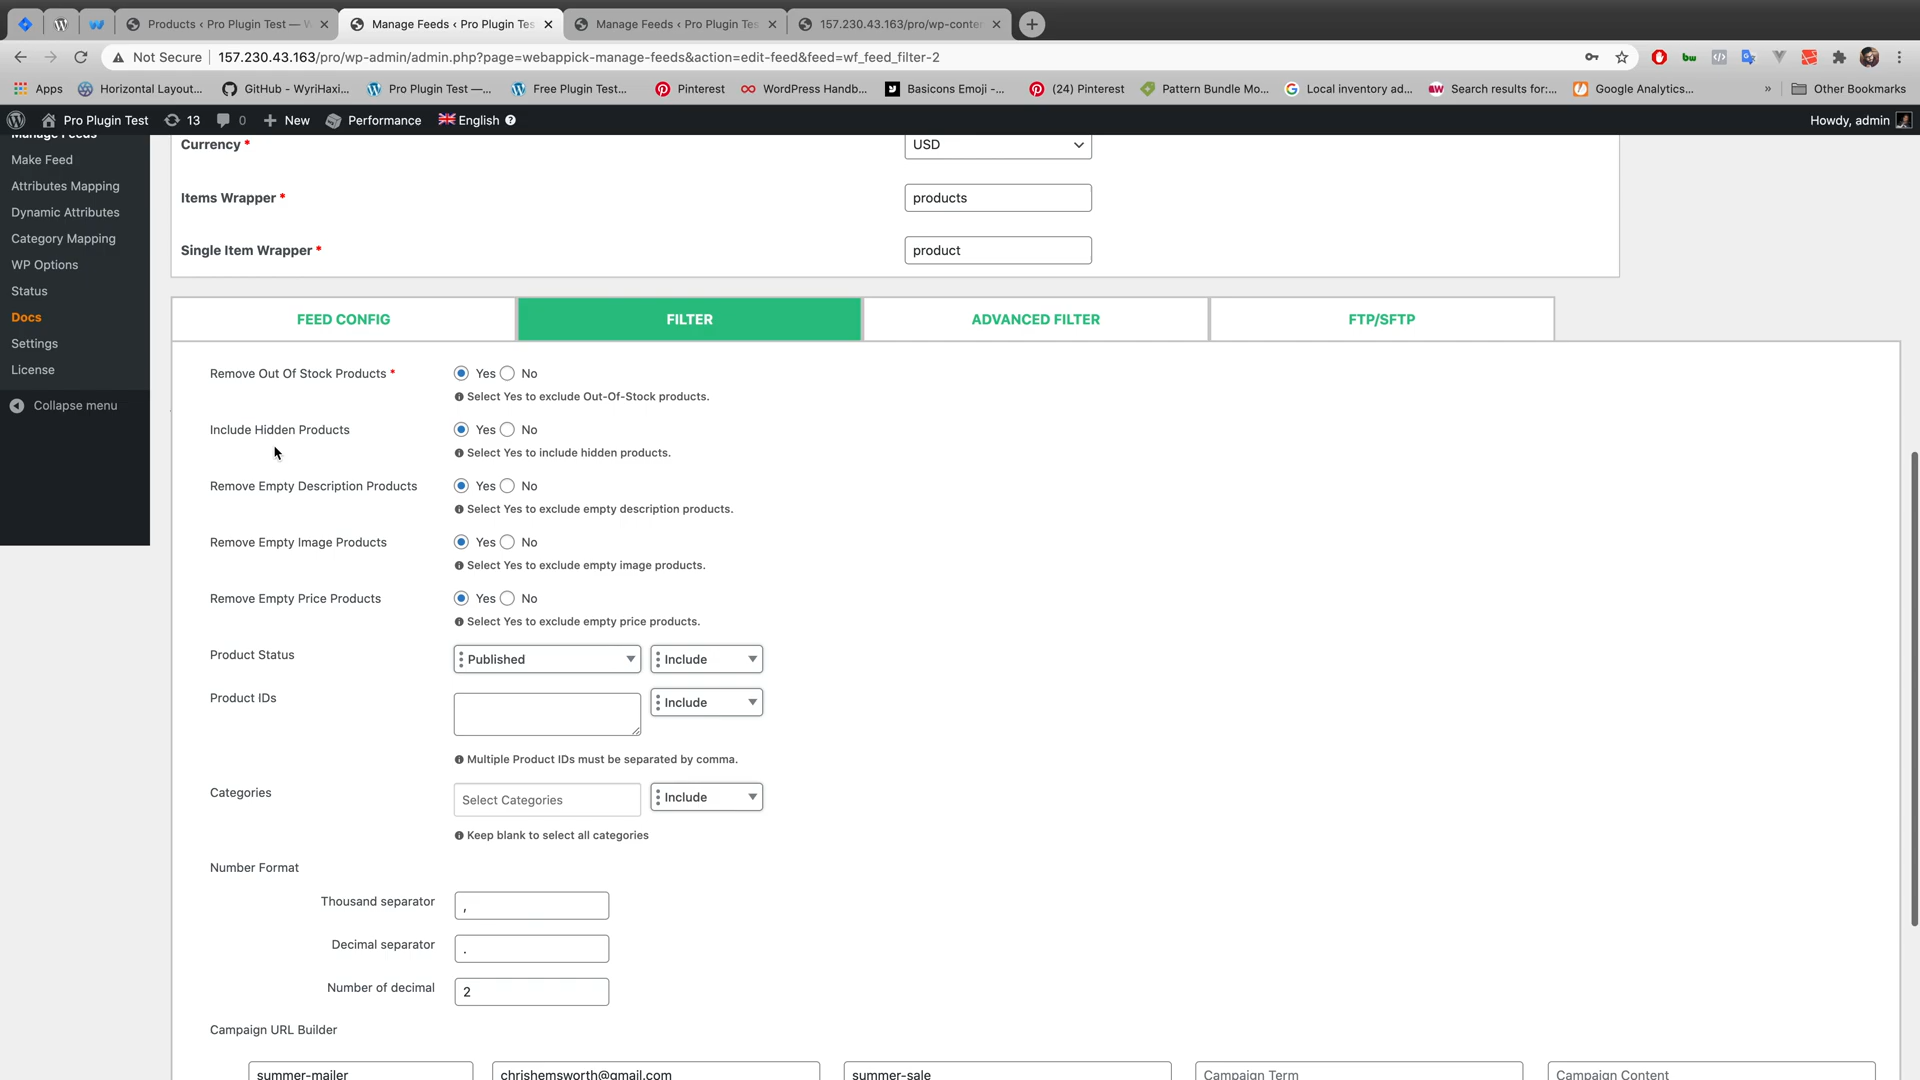 Products ‹ Pro Plugin Test — W
Manage Feeds ‹ Pro Plugin Tes
Manage Feeds ‹ Pro Plugin Tes
157.230.43.163/pro/wp-conten
Not Secure
157.230.43.163/pro/wp-admin/admin.php?page=webappick-manage-feeds&action=edit-feed&feed=wf_feed_filter-2
Apps
Horizontal Layout...
GitHub - WyriHaxi...
Pro Plugin Test —...
Free Plugin Test...
Pinterest
WordPress Handb...
Basicons Emoji -...
(24) Pinterest
Pattern Bundle Mo...
Local inventory ad...
Search results for:...
Google Analytics...
»
Other Bookmarks
Pro Plugin Test
13
0
New
Performance
English
Howdy, admin
Manage Feeds
Make Feed
Attributes Mapping
Dynamic Attributes
Category Mapping
WP Options
Status
Docs
Settings
License
Collapse menu
Currency *
USD
Items Wrapper *
products
Single Item Wrapper *
product
FEED CONFIG
FILTER
ADVANCED FILTER
FTP/SFTP
Remove Out Of Stock Products *
Yes No
Select Yes to exclude Out-Of-Stock products.
Include Hidden Products
Yes No
Select Yes to include hidden products.
Remove Empty Description Products
Yes No
Select Yes to exclude empty description products.
Remove Empty Image Products
Yes No
Select Yes to exclude empty image products.
Remove Empty Price Products
Yes No
Select Yes to exclude empty price products.
Product Status
Published
Include
Product IDs
Include
Multiple Product IDs must be separated by comma.
Categories
Select Categories
Include
Keep blank to select all categories
Number Format
Thousand separator
,
Decimal separator
.
Number of decimal
2
Campaign URL Builder
summer-mailer
chrishemsworth@gmail.com
summer-sale
Campaign Term
Campaign Content